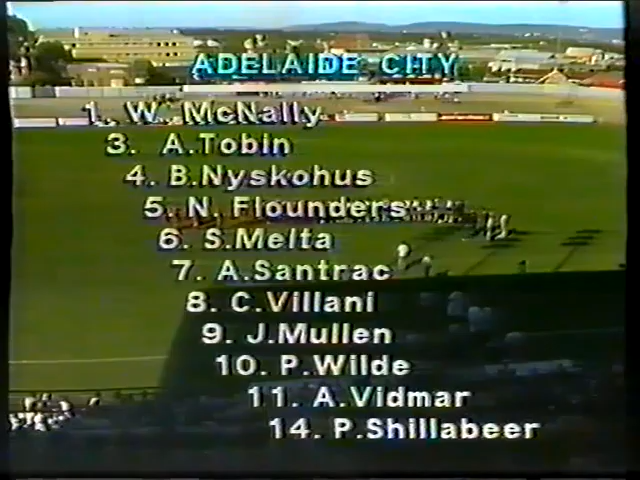 ADELAIDE CITY
1. W. McNally
3. A.Tobin
4. B.Nyskohus
5. N. Flounders
6. S.Melta
7. A.Santrac
8. C.Villani
9. J.Mullen
10. P.Wilde
11. A.Vidmar
14. P.Shillabeer